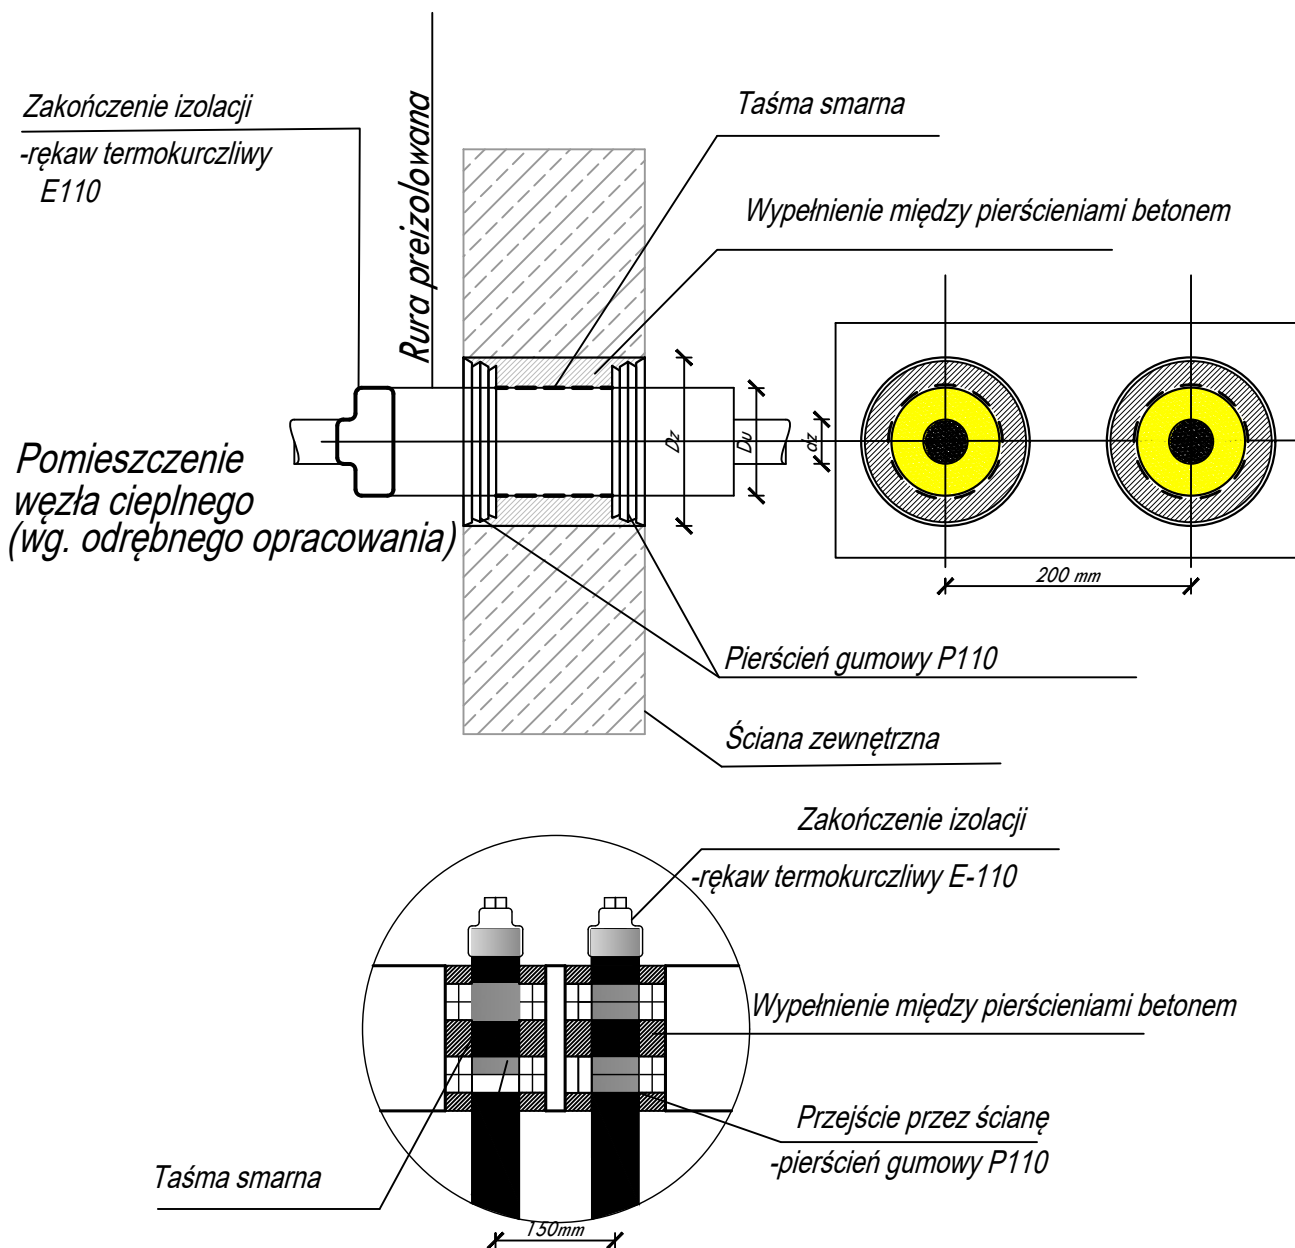 Zakończenie izolacji
-rękaw termokurczliwy
E110
Rura preizolowana
Taśma smarna
Wypełnienie między pierścieniami betonem
Pomieszczenie
węzła cieplnego
(wg. odrębnego opracowania)
Dz
Du
dz
200 mm
Pierścień gumowy P110
Ściana zewnętrzna
Zakończenie izolacji
-rękaw termokurczliwy E-110
Wypełnienie między pierścieniami betonem
Przejście przez ścianę
-pierścień gumowy P110
Taśma smarna
150mm